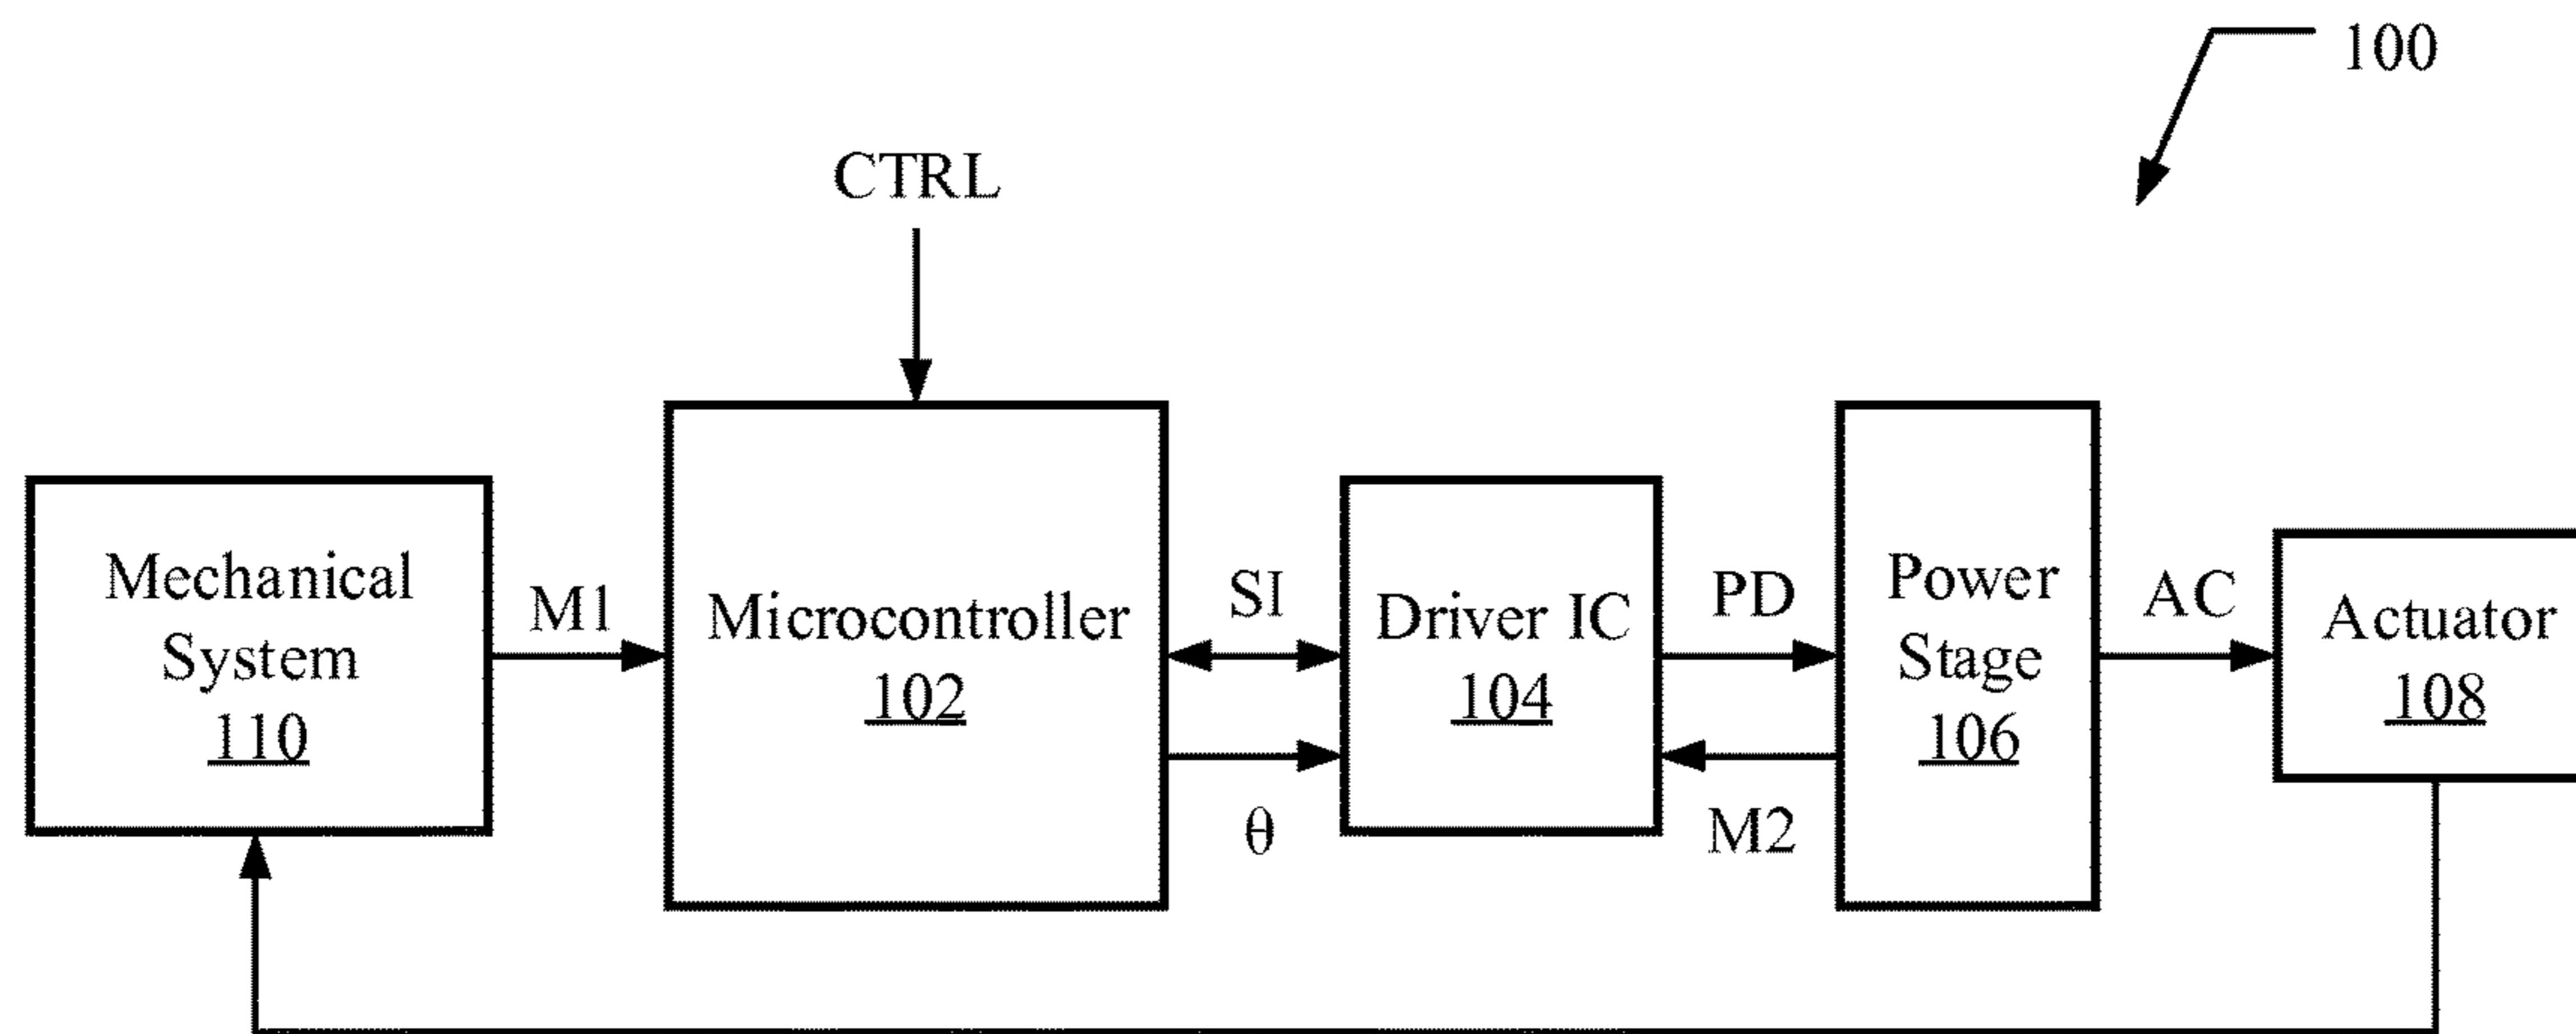 100
CTRL
Mechanical
System
110
M1
Microcontroller
102
SI
θ
Driver IC
104
PD
M2
Power
Stage
106
AC
Actuator
108